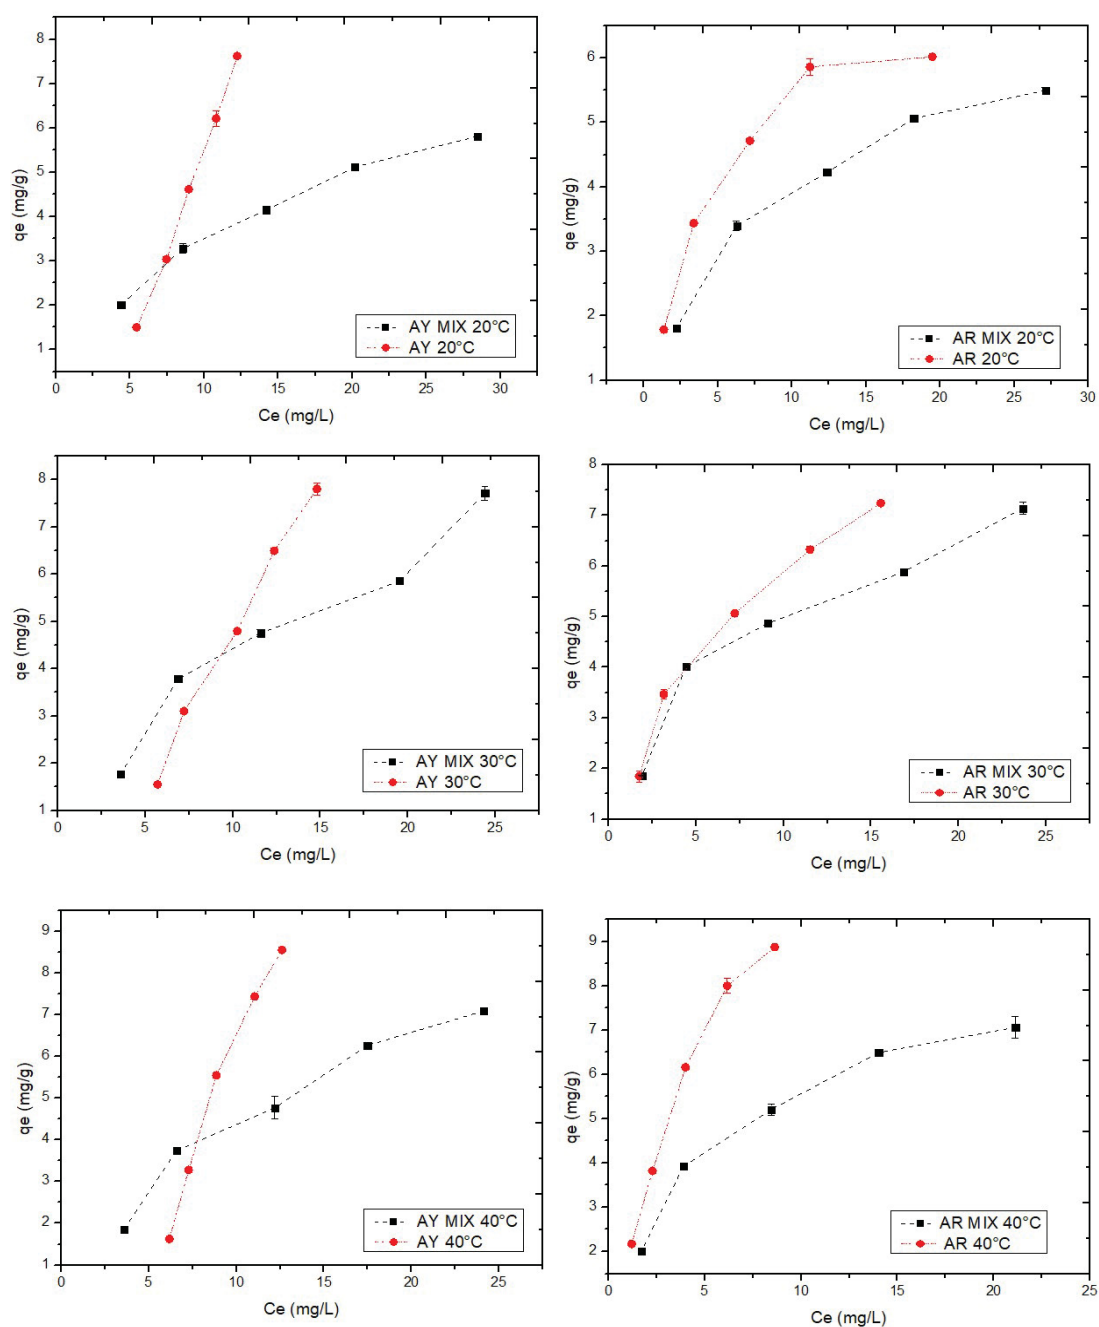 8
7
6
5
4
3
2
1
qe (mg/g)
AY MIX 20°C
AY 20°C
0 5 10 15 20 25 30
Ce (mg/L)
6
5
4
3
2
1
qe (mg/g)
AR MIX 20°C
AR 20°C
0 5 10 15 20 25 30
Ce (mg/L)
8
7
6
5
4
3
2
1
qe (mg/g)
AY MIX 30°C
AY 30°C
0 5 10 15 20 25
Ce (mg/L)
8
7
6
5
4
3
2
1
qe (mg/g)
AR MIX 30°C
AR 30°C
0 5 10 15 20 25
Ce (mg/L)
9
8
7
6
5
4
3
2
1
qe (mg/g)
AY MIX 40°C
AY 40°C
0 5 10 15 20 25
Ce (mg/L)
9
8
7
6
5
4
3
2
qe (mg/g)
AR MIX 40°C
AR 40°C
0 5 10 15 20 25
Ce (mg/L)